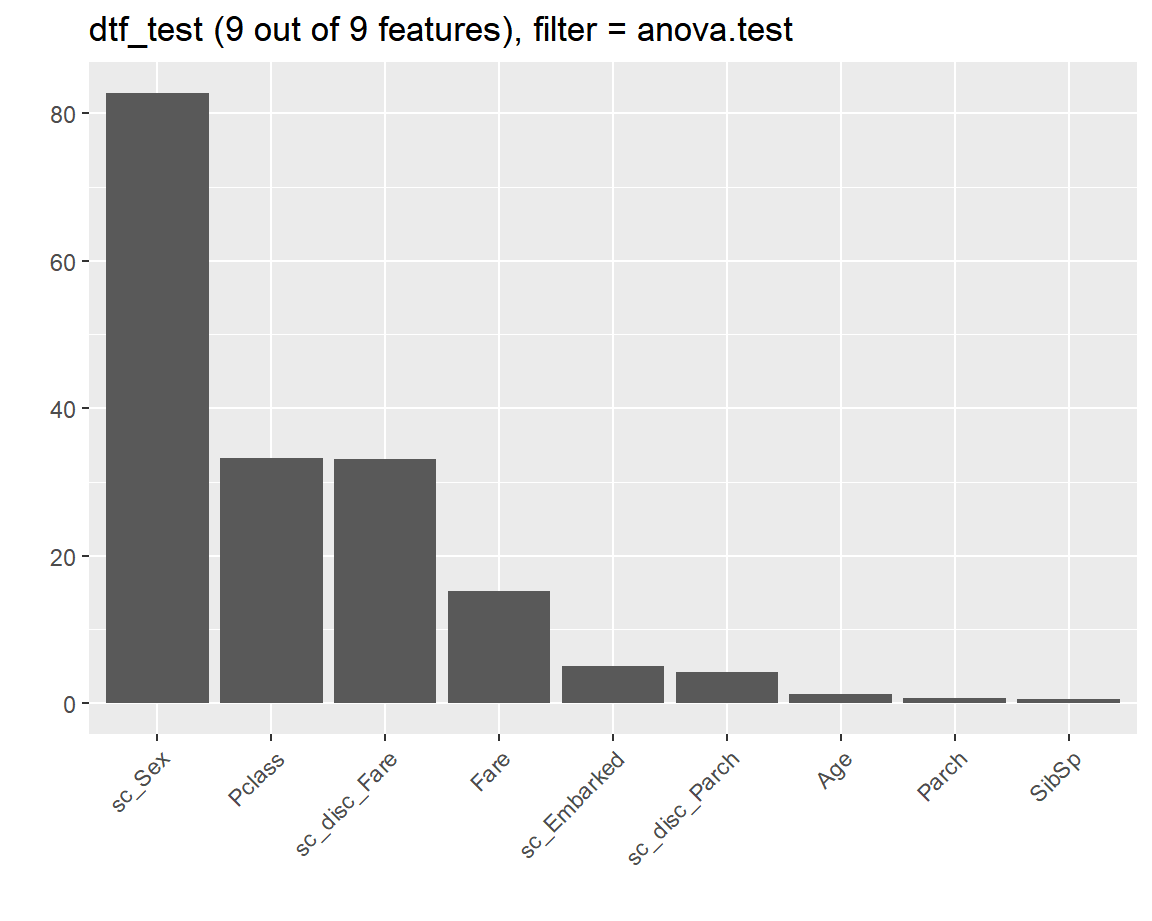 dtf_test (9 out of 9 features), filter = anova.test
80
60
40
20
0
sc_Sex
Pclass
sc_disc_Fare
Fare
sc_Embarked
sc_disc_Parch
Age
Parch
SibSp